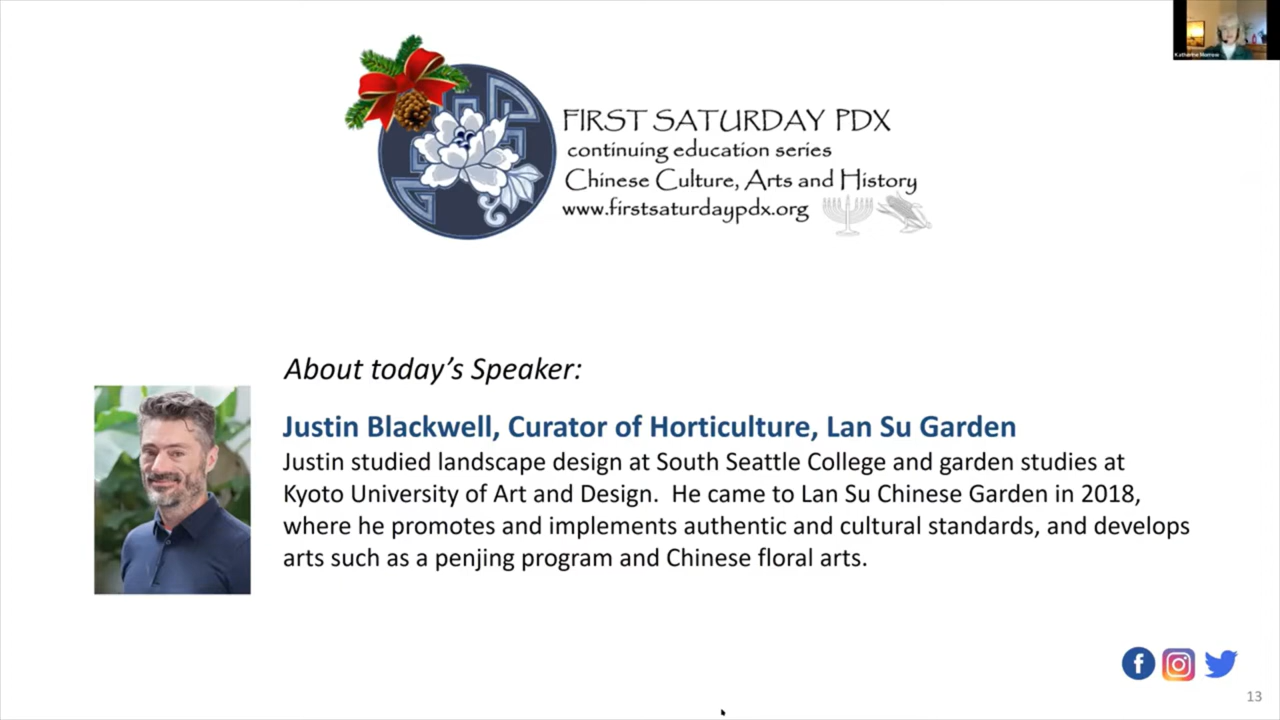 Katherine Morrow
FIRST SATURDAY PDX
continuing education series
Chinese Culture, Arts and History
www.firstsaturdaypdx.org
About today's Speaker:
Justin Blackwell, Curator of Horticulture, Lan Su Garden
Justin studied landscape design at South Seattle College and garden studies at
Kyoto University of Art and Design.  He came to Lan Su Chinese Garden in 2018,
where he promotes and implements authentic and cultural standards, and develops
arts such as a penjing program and Chinese floral arts.
13